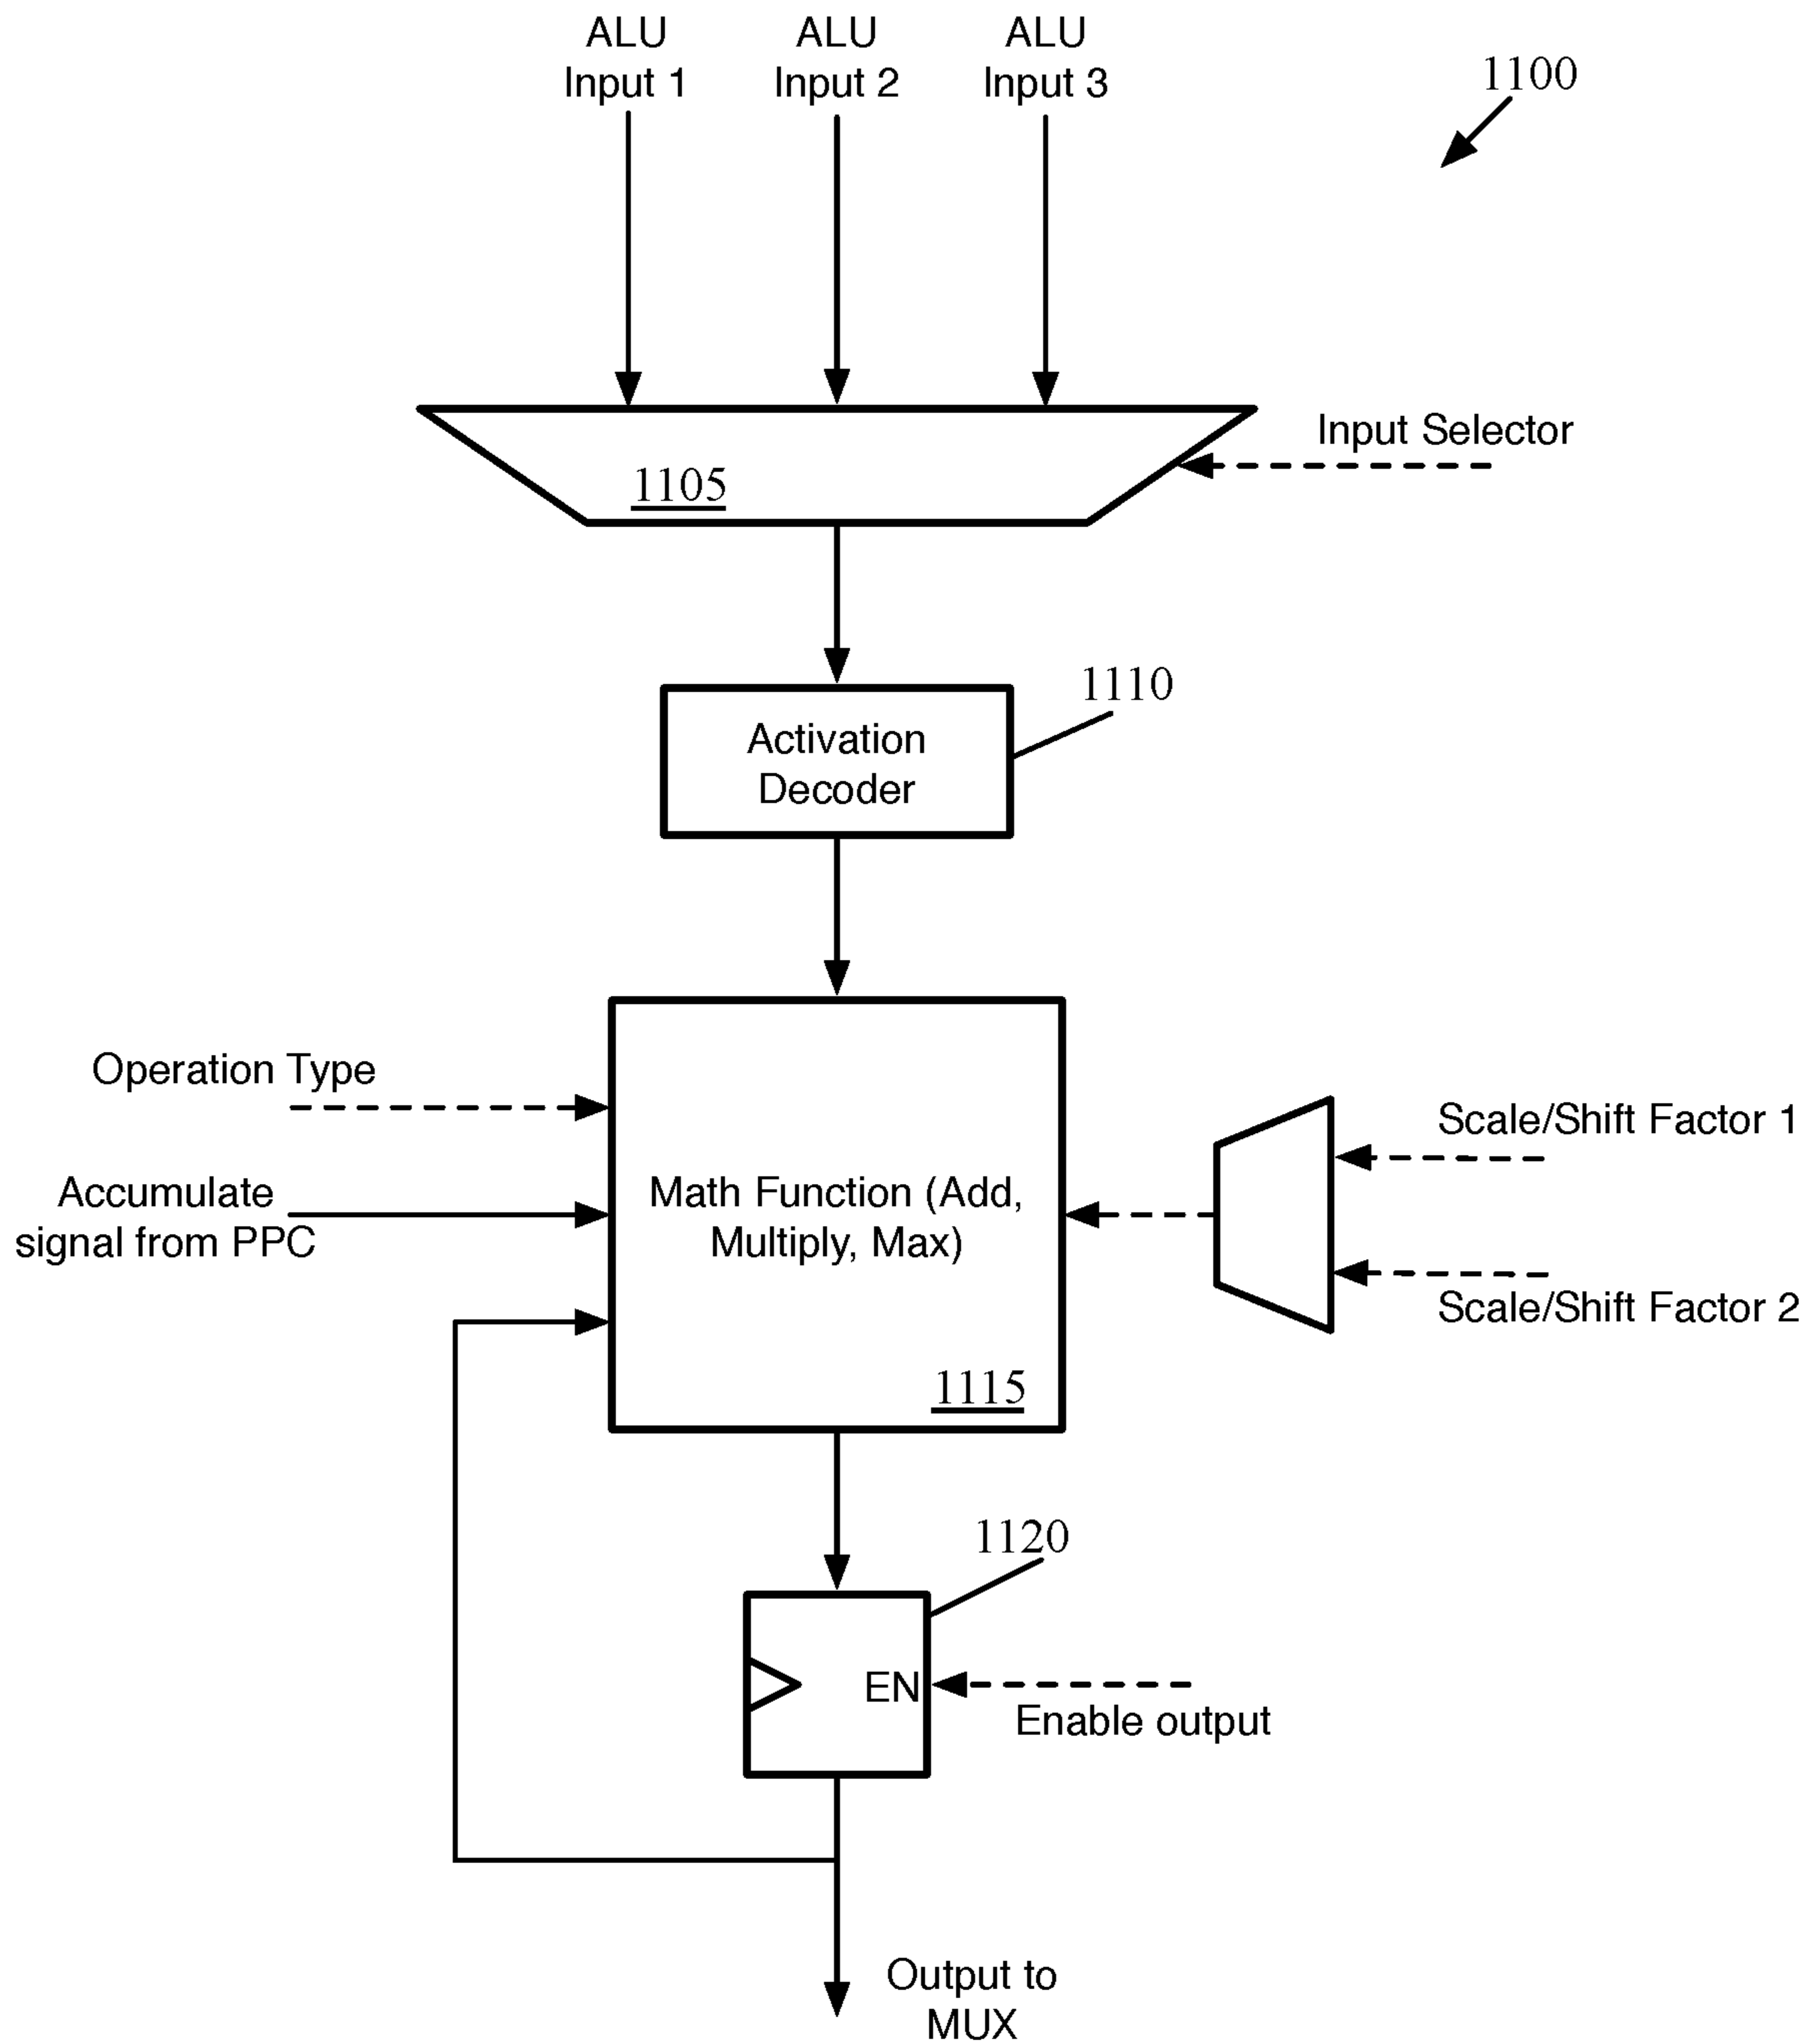 ALU
Input 1
ALU
Input 2
ALU
Input 3
1100
Input Selector
1105
1110
Activation
Decoder
Operation Type
Accumulate
signal from PPC
Math Function (Add,
Multiply, Max)
1115
Scale/Shift Factor 1
Scale/Shift Factor 2
1120
EN
Enable output
Output to
MUX